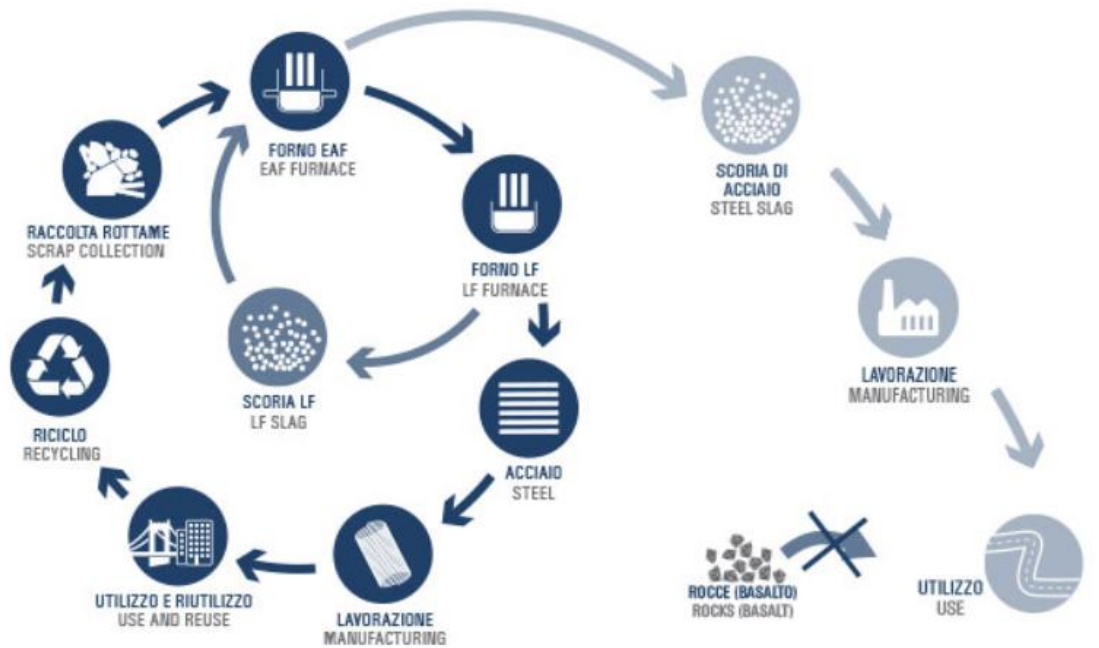 FORNO EAF
EAF FURNACE
SCORIA DI
ACCIAIO
STEEL SLAG
RACCOLTA ROTTAME
SCRAP COLLECTION
FORNO LF
LF FURNACE
LAVORAZIONE
MANUFACTURING
SCORIA LF
LF SLAG
RICICLO
RECYCLING
ACCIAIO
STEEL
UTILIZZO E RIUTILIZZO
USE AND REUSE
LAVORAZIONE
MANUFACTURING
ROCCE (BASALTO)
ROCKS (BASALT)
UTILIZZO
USE